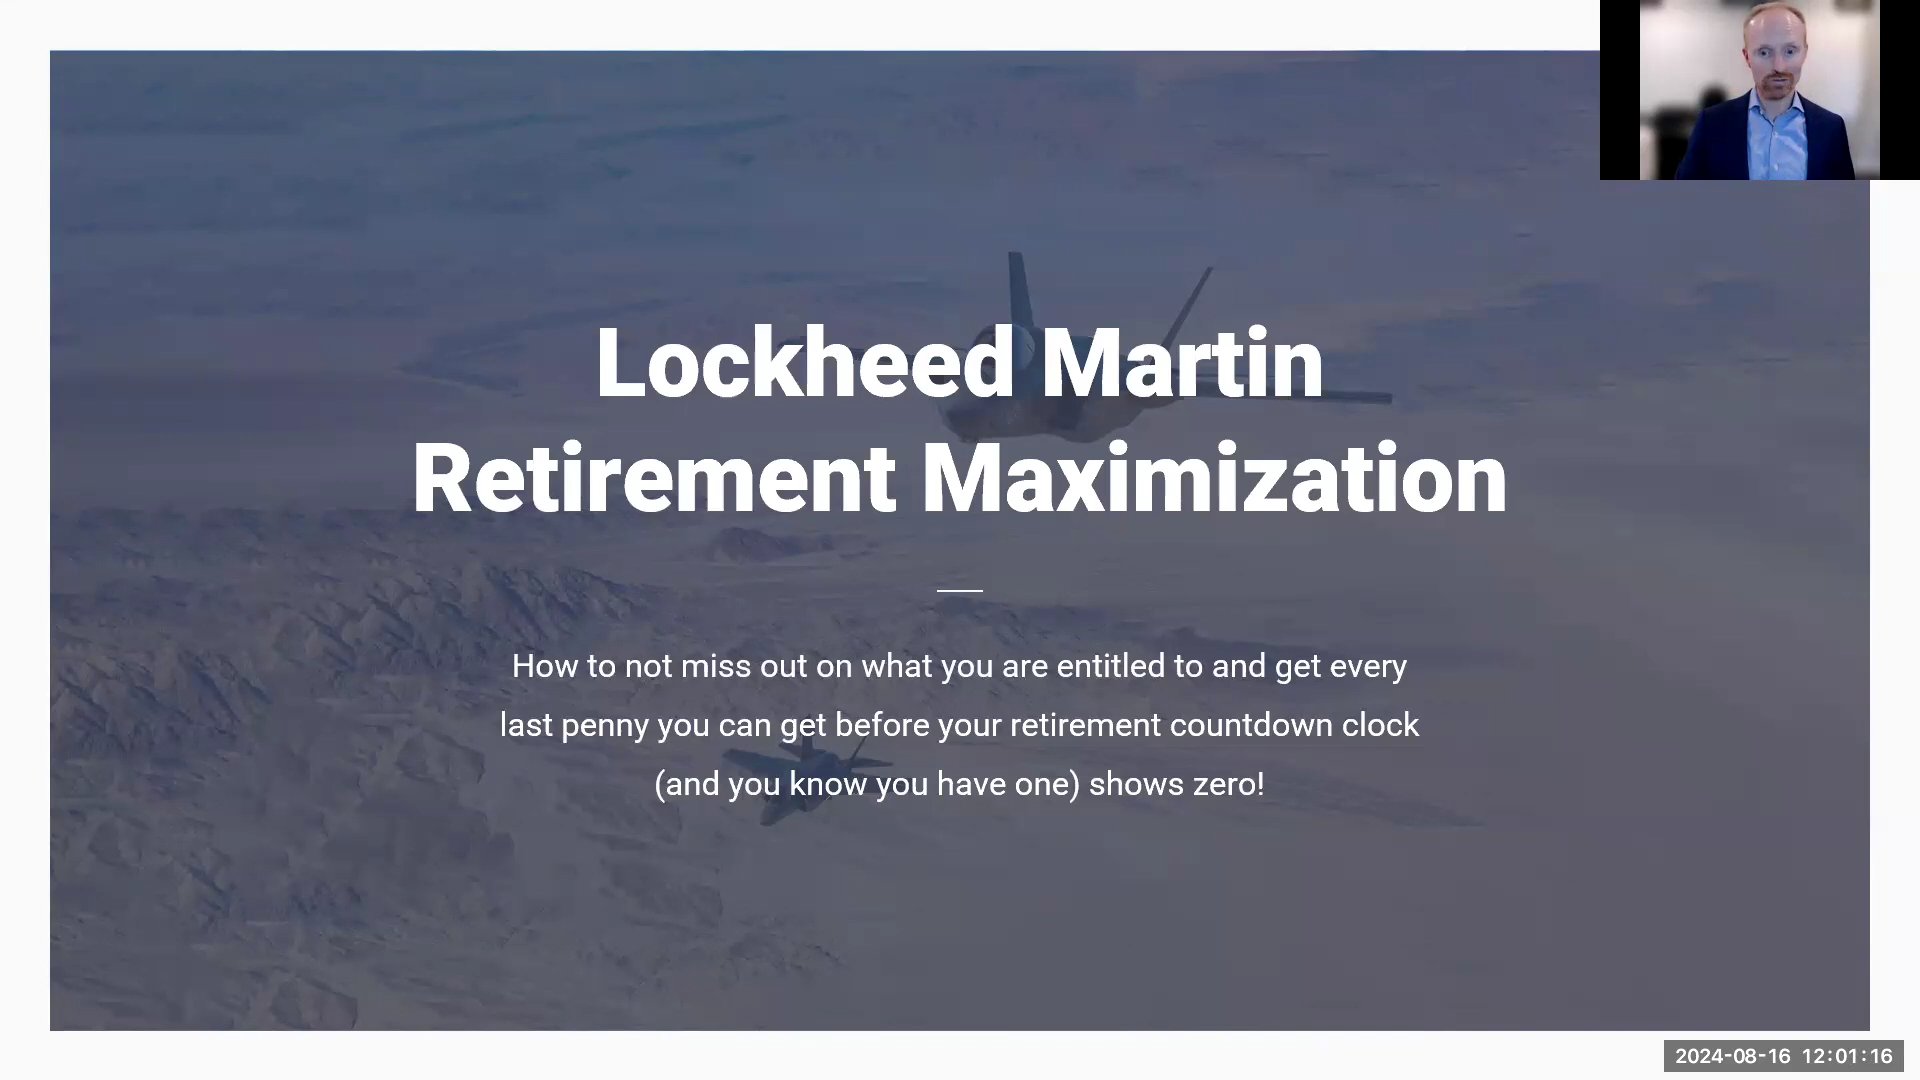 Lockheed Martin
Retirement Maximization
How to not miss out on what you are entitled to and get every
last penny you can get before your retirement countdown clock
(and you know you have one) shows zero!
2024-08-16 12:01:16